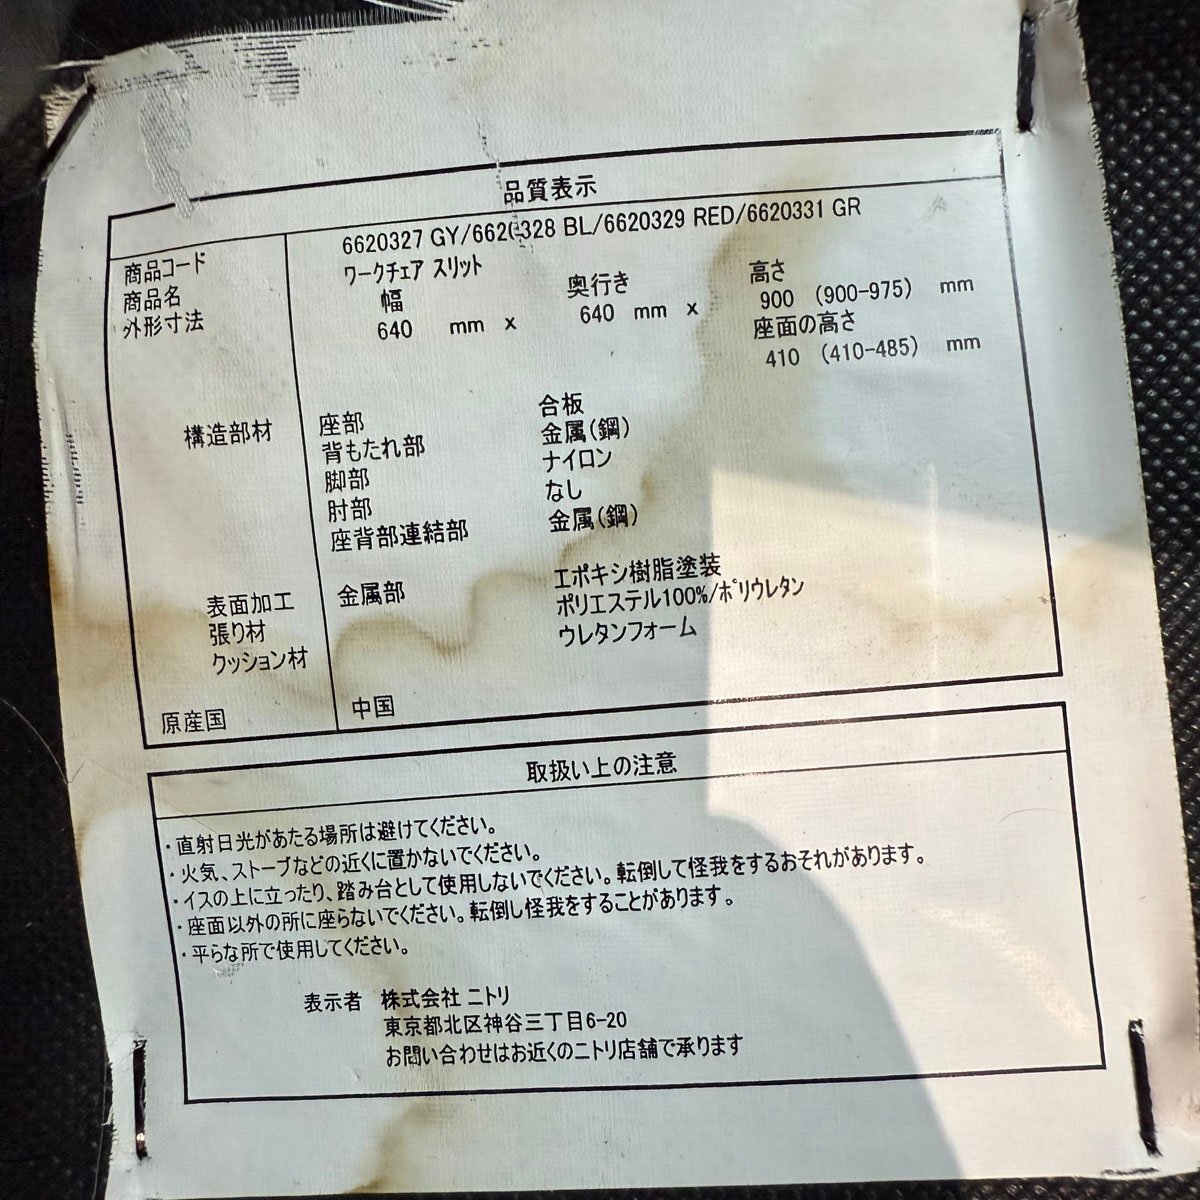 品質表示
商品コード 6620327 GY/6620328 BL/6620329 RED/6620331 GR
商品名 ワークチェア スリット
外形寸法 幅 奥行き 高さ
640 mm x 640 mm x 900 (900-975) mm
座面の高さ
410 (410-485) mm
構造部材 座部 合板
背もたれ部 金属(鋼)
脚部 ナイロン
肘部 なし
座背部連結部 金属(鋼)
表面加工 金属部 エポキシ樹脂塗装
張り材 ポリエステル100%/ポリウレタン
クッション材 ウレタンフォーム
原産国 中国
取扱い上の注意
・直射日光があたる場所は避けてください。
・火気、ストーブなどの近くに置かないでください。
・イスの上に立ったり、踏み台として使用しないでください。転倒して怪我をするおそれがあります。
・座面以外の所に座らないでください。転倒し怪我をすることがあります。
・平らな所で使用してください。
表示者 株式会社 ニトリ
東京都北区神谷三丁目6-20
お問い合わせはお近くのニトリ店舗で承ります